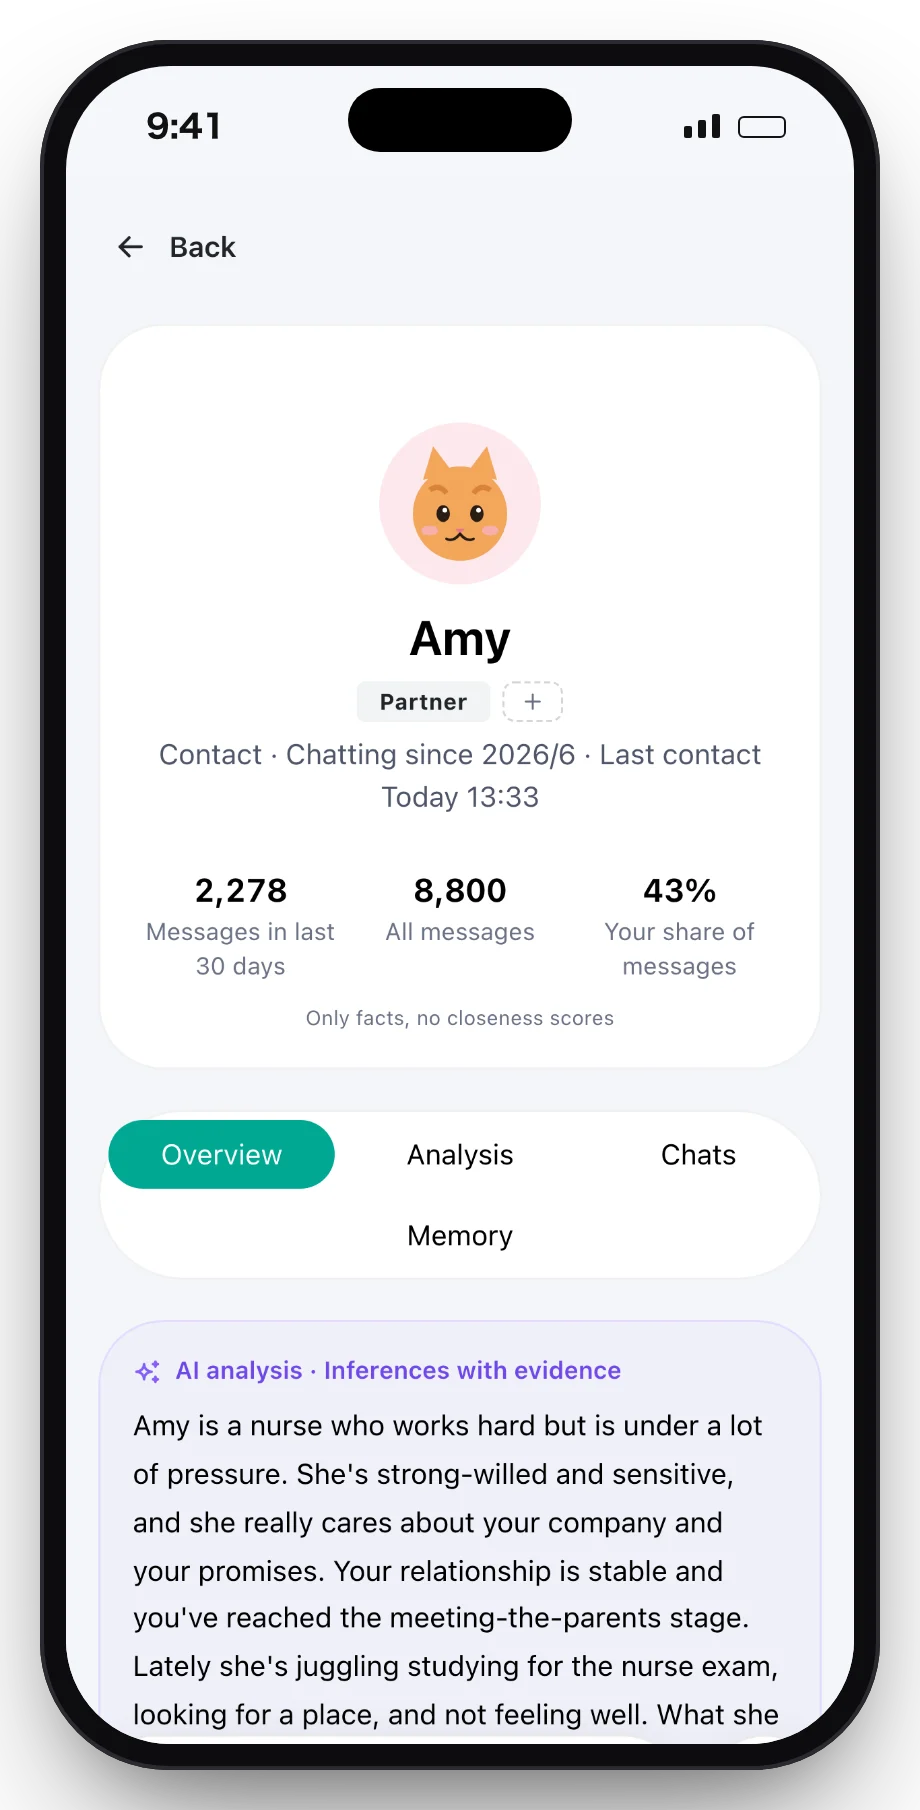 9:41
Back
Amy
Partner
+
Contact · Chatting since 2026/6 · Last contact
Today 13:33
2,278
8,800
43%
Messages in last
30 days
All messages
Your share of
messages
Only facts, no closeness scores
Overview
Analysis
Chats
Memory
AI analysis · Inferences with evidence
Amy is a nurse who works hard but is under a lot
of pressure. She's strong-willed and sensitive,
and she really cares about your company and
your promises. Your relationship is stable and
you've reached the meeting-the-parents stage.
Lately she's juggling studying for the nurse exam,
looking for a place, and not feeling well. What she